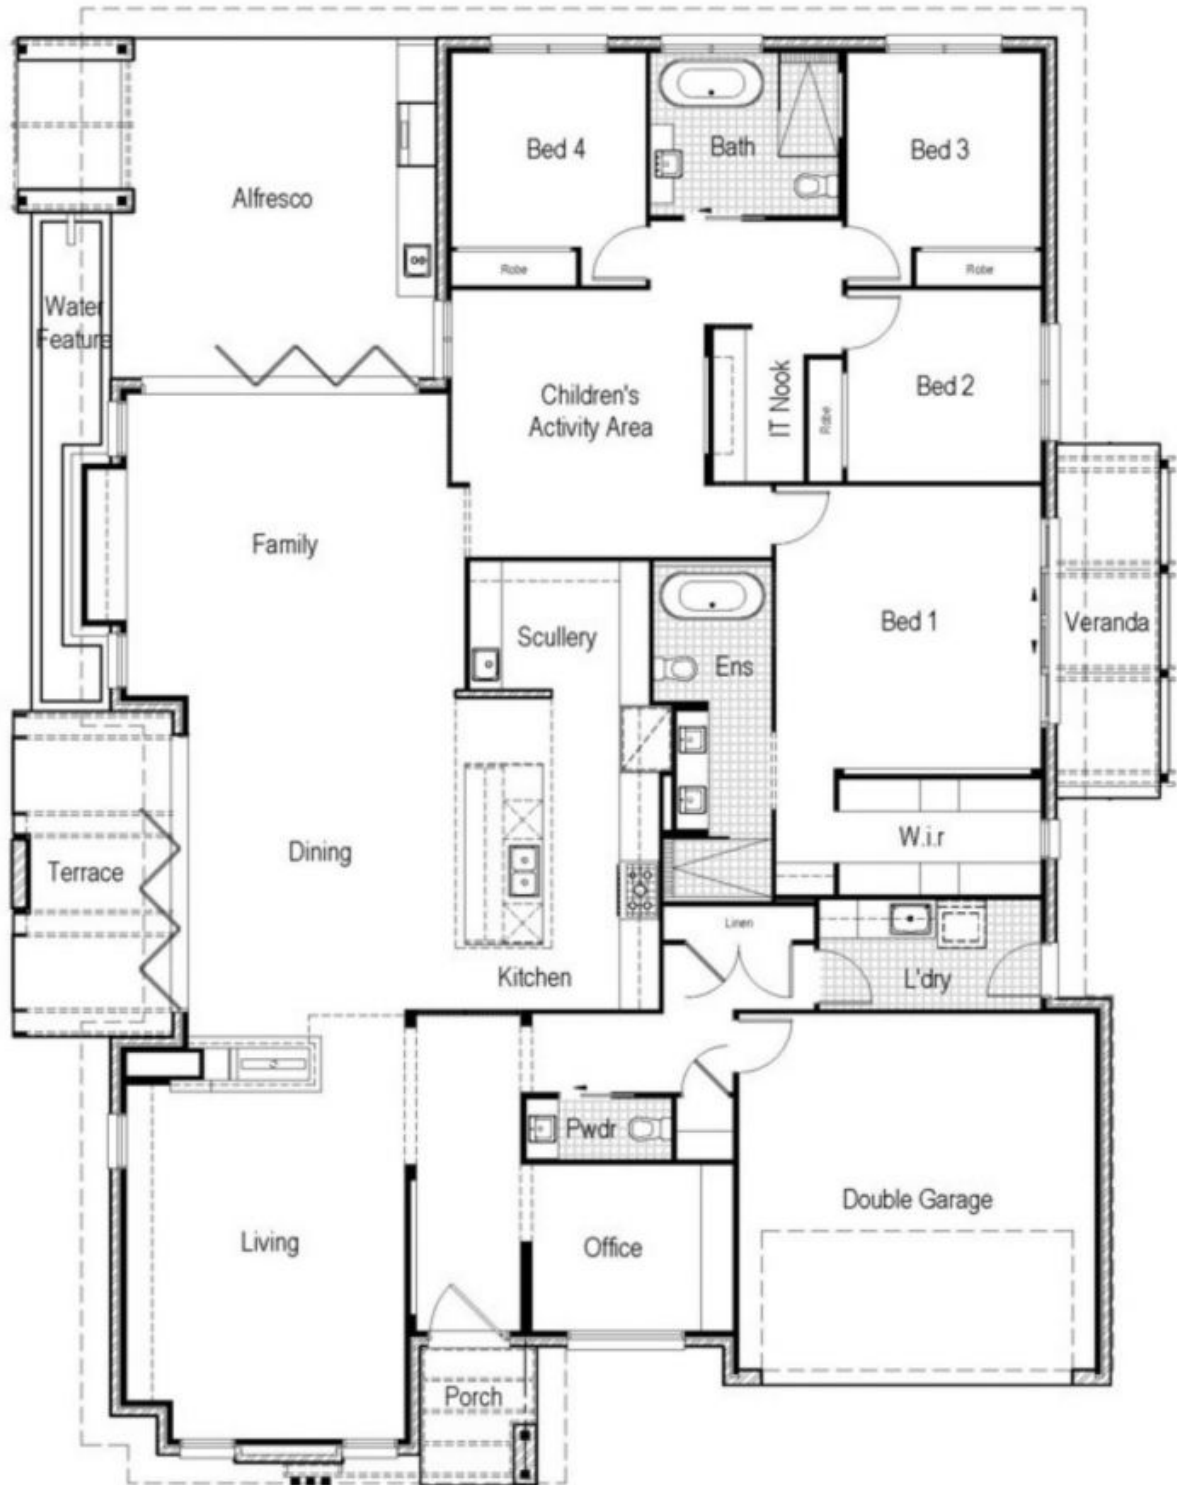 Bed 4
Bath
Bed 3
Alfresco
Robe
Robe
Water
Feature
Children's
Activity Area
IT Nook
Robe
Bed 2
Family
Scullery
Ens
Bed 1
Veranda
Dining
Terrace
W.i.r
Linen
Kitchen
L'dry
Pwdr
Double Garage
Living
Office
Porch